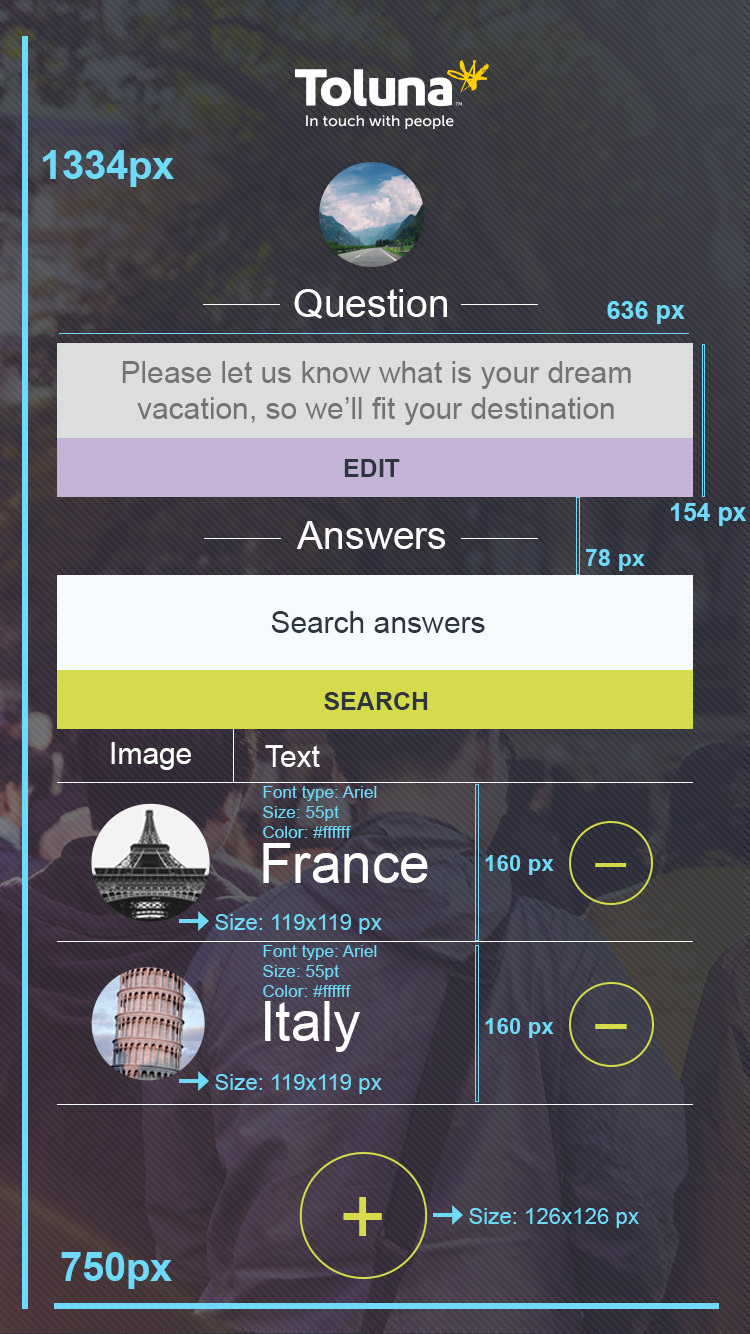 Toluna™
In touch with people
1334px
Question
636 px
Please let us know what is your dream
vacation, so we’ll fit your destination
EDIT
154 px
Answers
78 px
Search answers
SEARCH
Image Text
Font type: Ariel
Size: 55pt
Color: #ffffff
France
160 px
–
Size: 119x119 px
Font type: Ariel
Size: 55pt
Color: #ffffff
Italy
160 px
–
Size: 119x119 px
+
Size: 126x126 px
750px